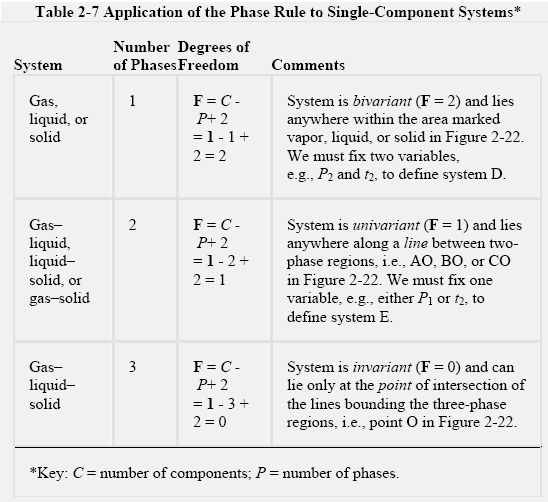 Table 2-7 Application of the Phase Rule to Single-Component Systems*
Number Degrees of
System of Phases Freedom Comments
Gas,
liquid, or
solid
1
F = C -
P+ 2
= 1 - 1 +
2 = 2
System is bivariant (F = 2) and lies
anywhere within the area marked
vapor, liquid, or solid in Figure 2-22.
We must fix two variables,
e.g., P2 and t2, to define system D.
Gas–
liquid,
liquid–
solid, or
gas–solid
2
F = C -
P+ 2
= 1 - 2 +
2 = 1
System is univariant (F = 1) and lies
anywhere along a line between two-
phase regions, i.e., AO, BO, or CO
in Figure 2-22. We must fix one
variable, e.g., either P1 or t2, to
define system E.
Gas–
liquid–
solid
3
F = C -
P+ 2
= 1 - 3 +
2 = 0
System is invariant (F = 0) and can
lie only at the point of intersection of
the lines bounding the three-phase
regions, i.e., point O in Figure 2-22.
*Key: C = number of components; P = number of phases.